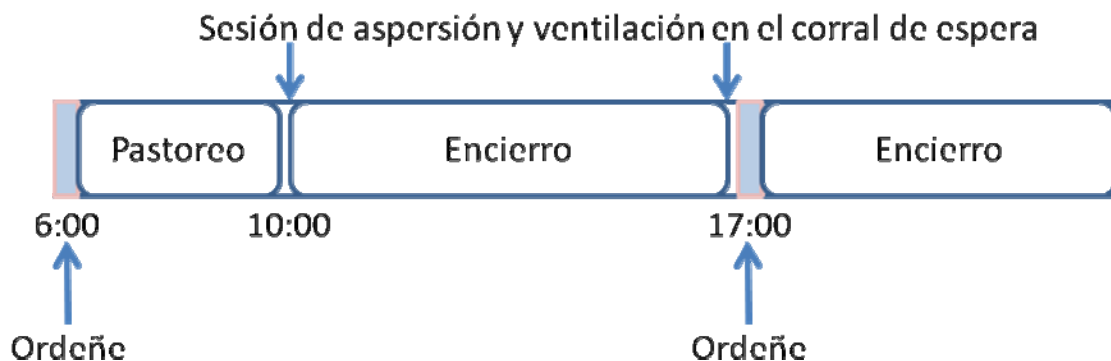 Sesión de aspersión y ventilación en el corral de espera
Pastoreo
Encierro
Encierro
6:00
10:00
17:00
Ordeñe
Ordeñe